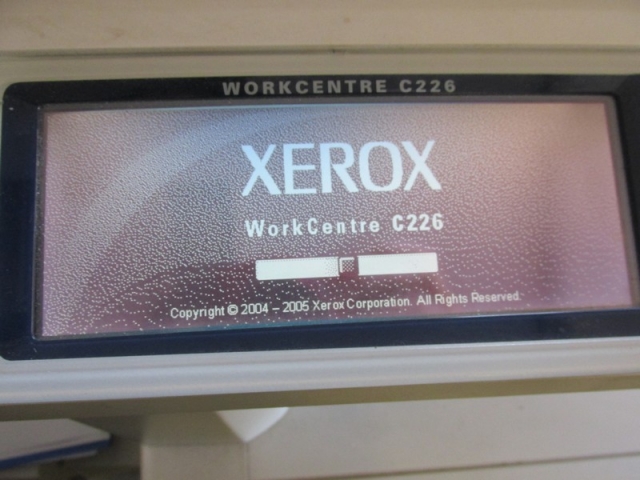 WORKCENTRE C226
XEROX
WorkCentre C226
Copyright © 2004 – 2005 Xerox Corporation. All Rights Reserved.